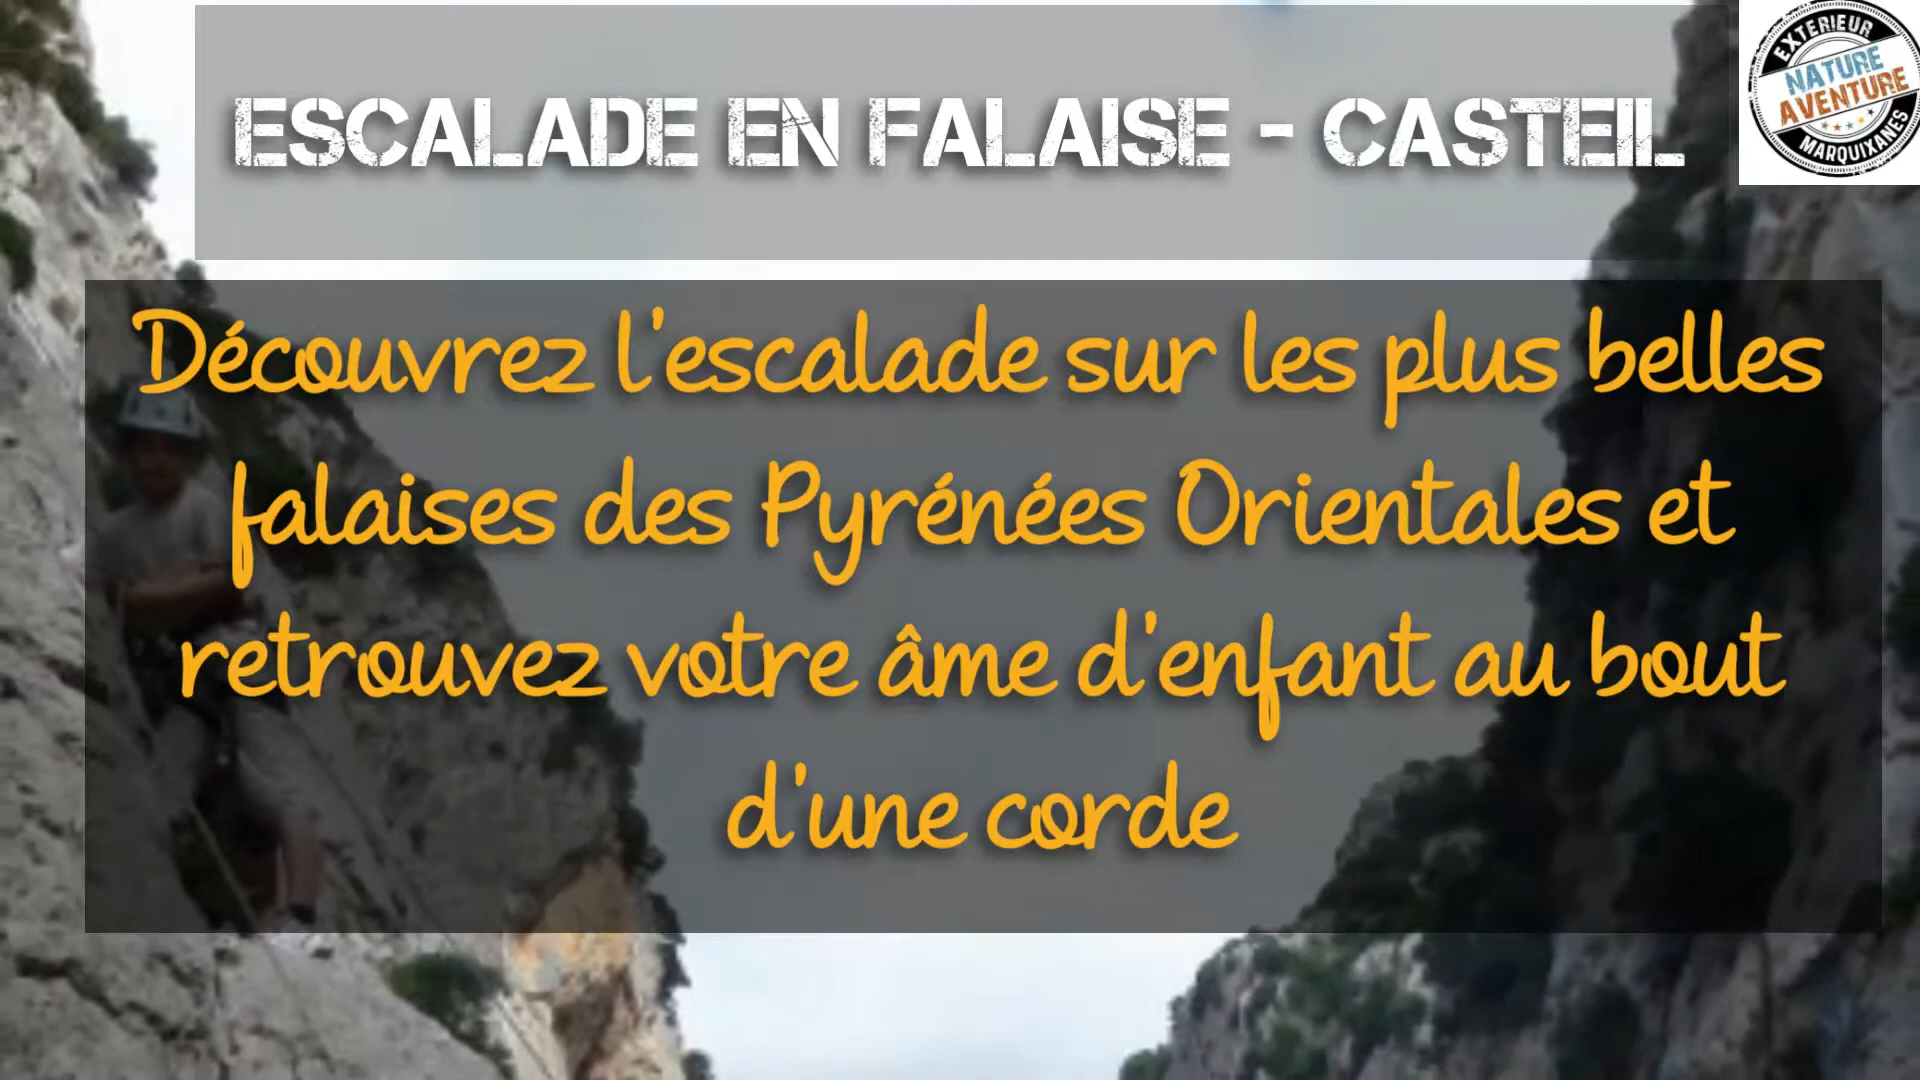 ESCALADE EN FALAISE - CASTEIL
EXTERIEUR
NATURE
AVENTURE
MARQUIXANES
Découvrez l'escalade sur les plus belles
falaises des Pyrénées Orientales et
retrouvez votre âme d'enfant au bout
d'une corde